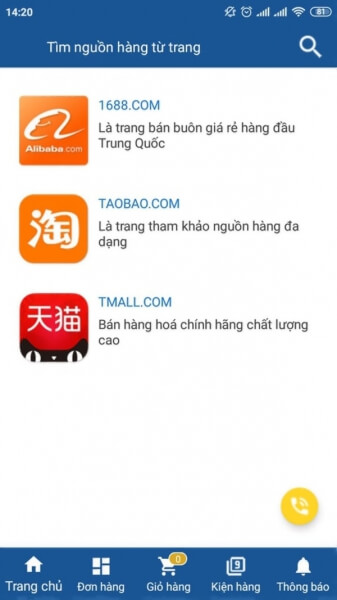 14:20
81
Tìm nguồn hàng từ trang
Alibaba.com
1688.COM
Là trang bán buôn giá rẻ hàng đầu
Trung Quốc
淘
TAOBAO.COM
Là trang tham khảo nguồn hàng đa
dạng
天猫
TMALL.COM
Bán hàng hoá chính hãng chất lượng
cao
0
9
Trang chủ
Đơn hàng
Giỏ hàng
Kiện hàng
Thông báo